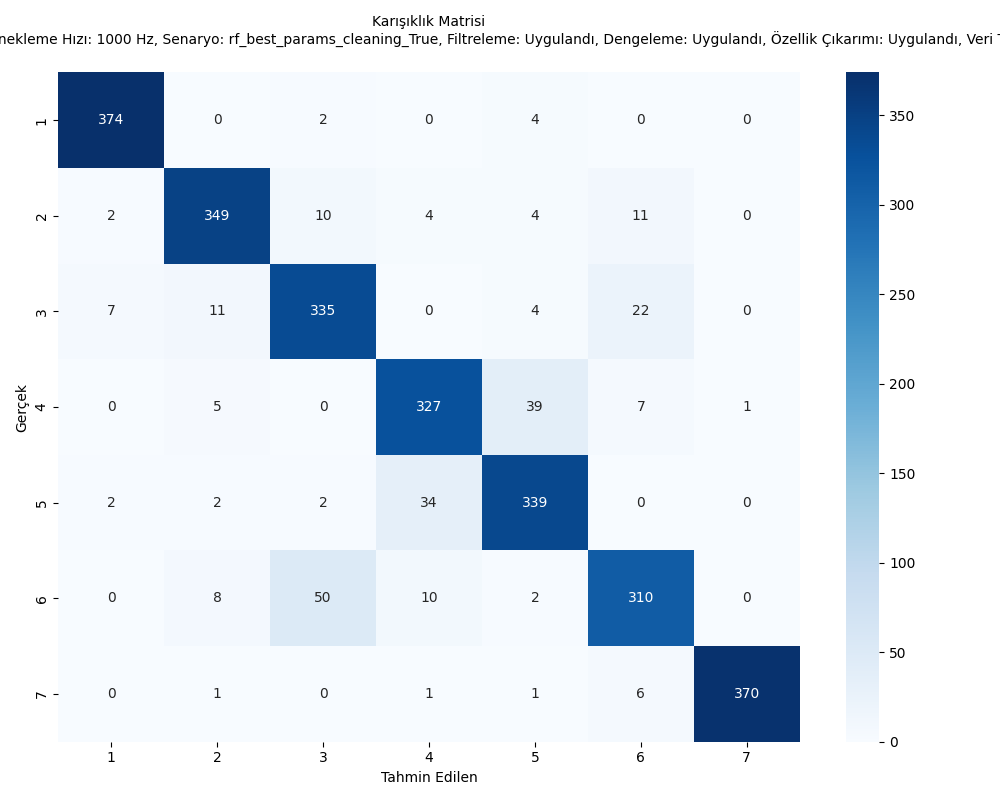 Karışıklık Matrisi
Hızı: 1000 Hz, Senaryo: rf_best_params_cleaning_True, Filtreleme: Uygulandı, Dengeleme: Uygulandı, Özellik Çıkarımı: Uygulandı, Veri
1 374 0 2 0 4 0 0
2 2 349 10 4 4 11 0
3 7 11 335 0 4 22 0
4 0 5 0 327 39 7 1
5 2 2 2 34 339 0 0
6 0 8 50 10 2 310 0
7 0 1 0 1 1 6 370
1 2 3 4 5 6 7
Gerçek
Tahmin Edilen
350
300
250
200
150
100
50
0